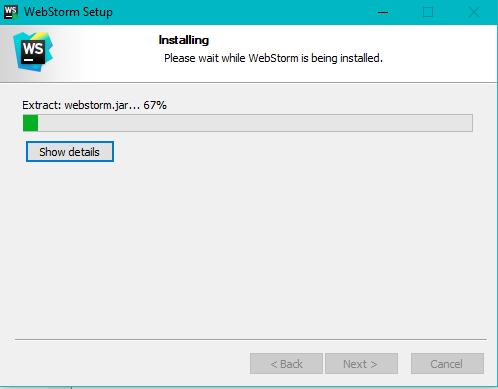 WS WebStorm Setup
WS
Installing
Please wait while WebStorm is being installed.
Extract: webstorm.jar... 67%
Show details
< Back Next > Cancel